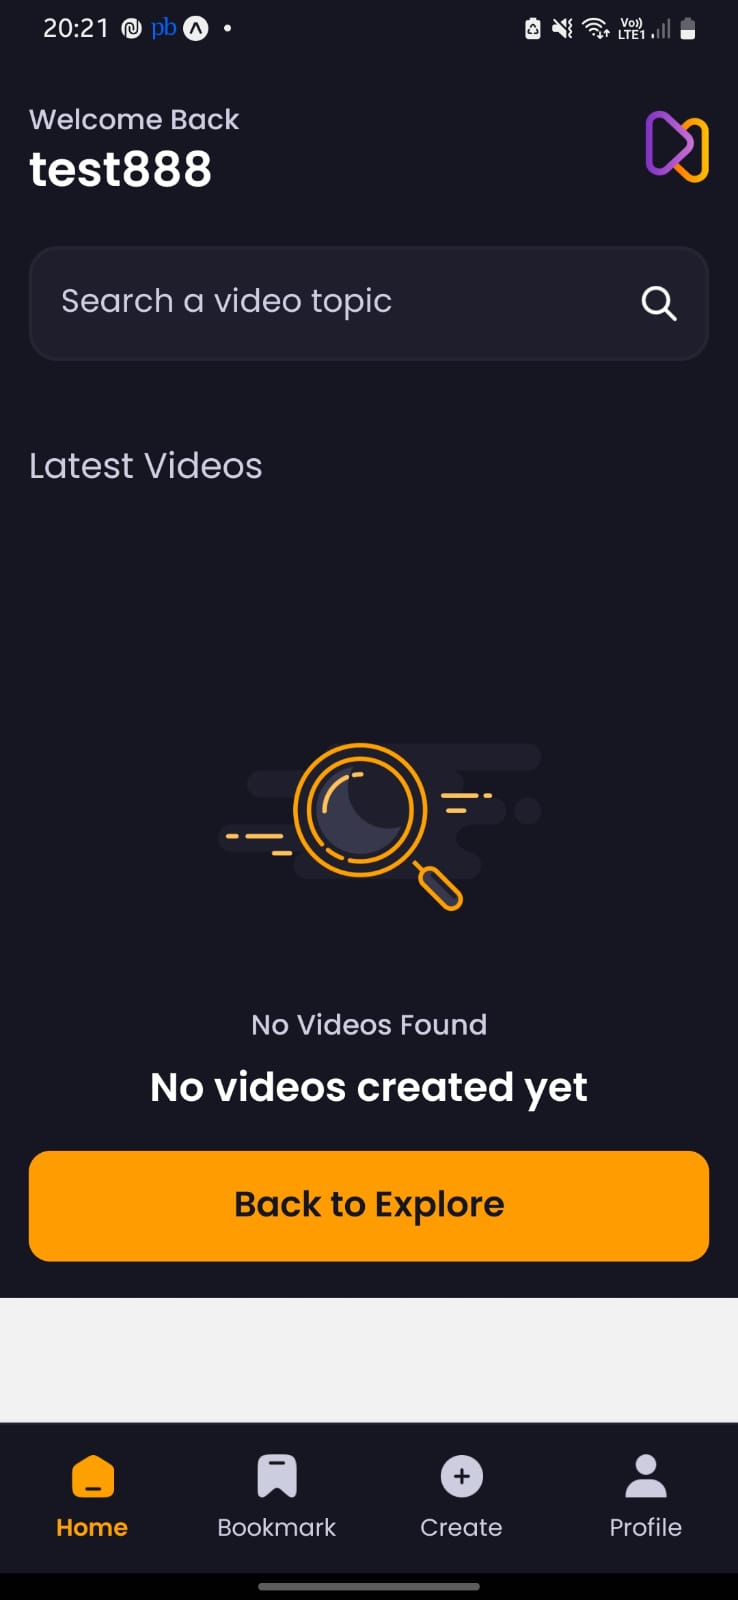 20:21 pb Vo)) LTE1
Welcome Back
test888
Search a video topic
Latest Videos
No Videos Found
No videos created yet
Back to Explore
Home Bookmark Create Profile